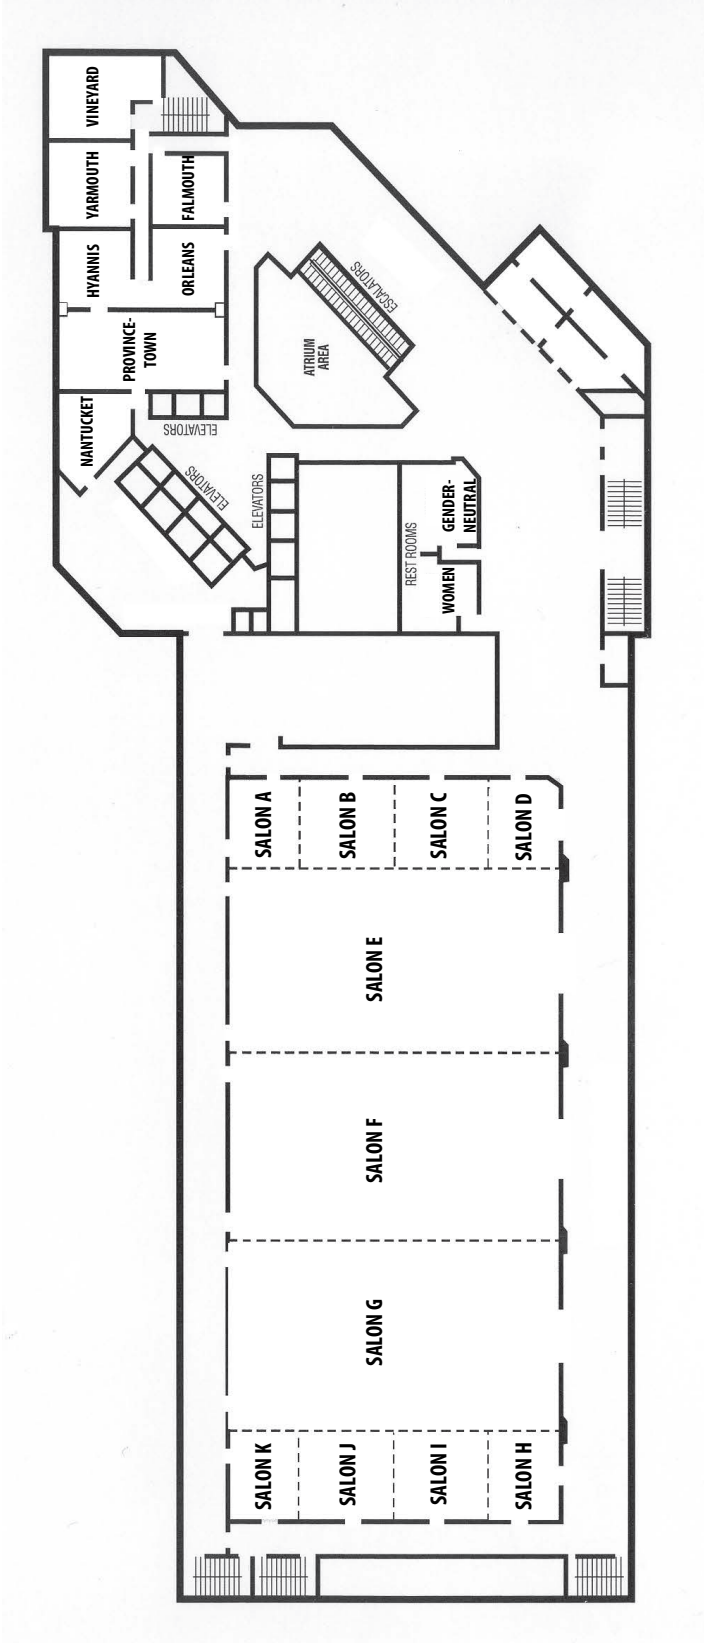 VINEYARD
YARMOUTH
FALMOUTH
HYANNIS
ORLEANS
ESCALATORS
PROVINCE-
TOWN
ATRIUM
AREA
NANTUCKET
ELEVATORS
ELEVATORS
ELEVATORS
REST ROOMS
GENDER-
NEUTRAL
WOMEN
SALON A
SALON B
SALON C
SALON D
SALON E
SALON F
SALON G
SALON K
SALON J
SALON I
SALON H